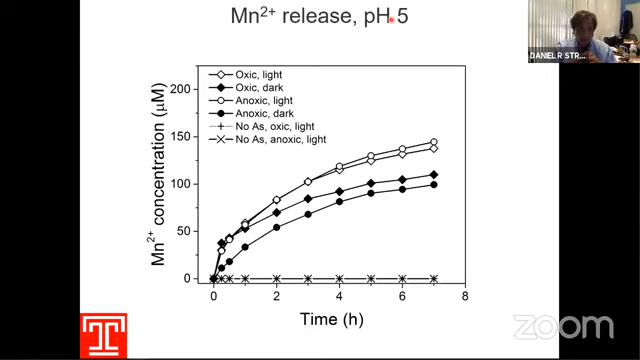 Mn²⁺ release, pH 5
DANIEL R STR...
Oxic, light
Oxic, dark
Anoxic, light
Anoxic, dark
No As, oxic, light
No As, anoxic, light
200
150
100
50
0
Mn²⁺ concentration (μM)
0 2 4 6 8
Time (h)
T
zoom